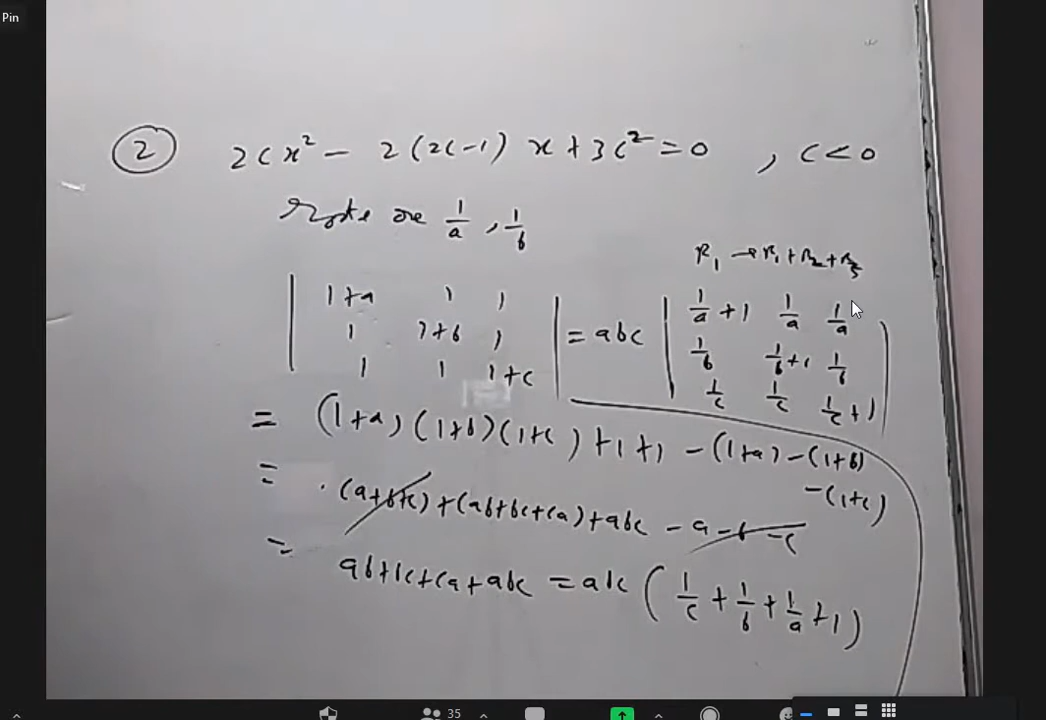 Pin
2 2cx² - 2(2c-1)x + 3c² = 0 , c < 0
roots are 1/a , 1/b
R₁ → R₁ + R₂ + R₃
| 1+a 1 1 | = abc | 1/a+1 1/a 1/a |
| 1 1+b 1 | | 1/b 1/b+1 1/b |
| 1 1 1+c | | 1/c 1/c 1/c+1 |
= (1+a)(1+b)(1+c) + 1 + 1 - (1+a) - (1+b)
- (1+c)
= (a+b+c) + (ab+bc+ca) + abc - a - b - c
= ab+bc+ca+abc = abc (1/c + 1/b + 1/a + 1)
35